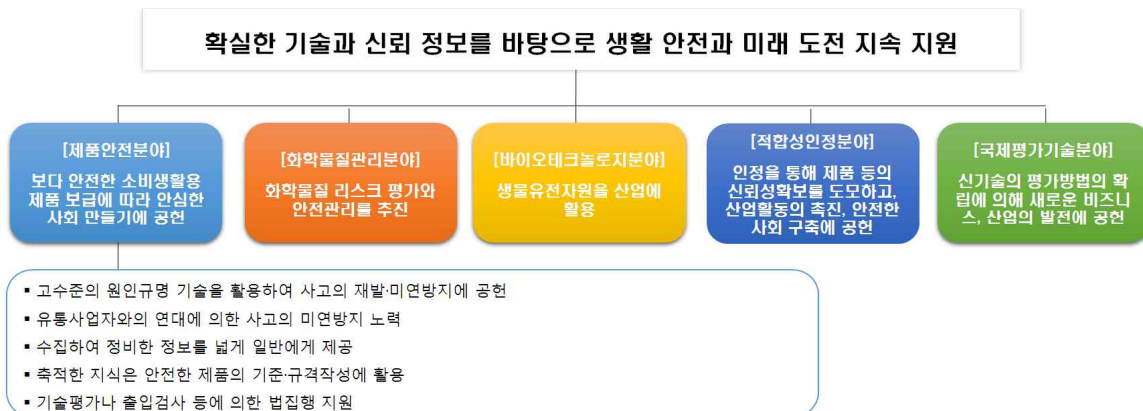 확실한 기술과 신뢰 정보를 바탕으로 생활 안전과 미래 도전 지속 지원
[제품안전분야]
보다 안전한 소비생활용
제품 보급에 따라 안심한
사회 만들기에 공헌
[화학물질관리분야]
화학물질 리스크 평가와
안전관리를 추진
[바이오테크놀로지분야]
생물유전자원을 산업에
활용
[적합성인정분야]
인정을 통해 제품 등의
신뢰성확보를 도모하고,
산업활동의 촉진, 안전한
사회 구축에 공헌
[국제평가기술분야]
신기술의 평가방법의 확
립에 의해 새로운 비즈니
스, 산업의 발전에 공헌
▪ 고수준의 원인규명 기술을 활용하여 사고의 재발·미연방지에 공헌
▪ 유통사업자와의 연대에 의한 사고의 미연방지 노력
▪ 수집하여 정비한 정보를 넓게 일반에게 제공
▪ 축적한 지식은 안전한 제품의 기준·규격작성에 활용
▪ 기술평가나 출입검사 등에 의한 법집행 지원